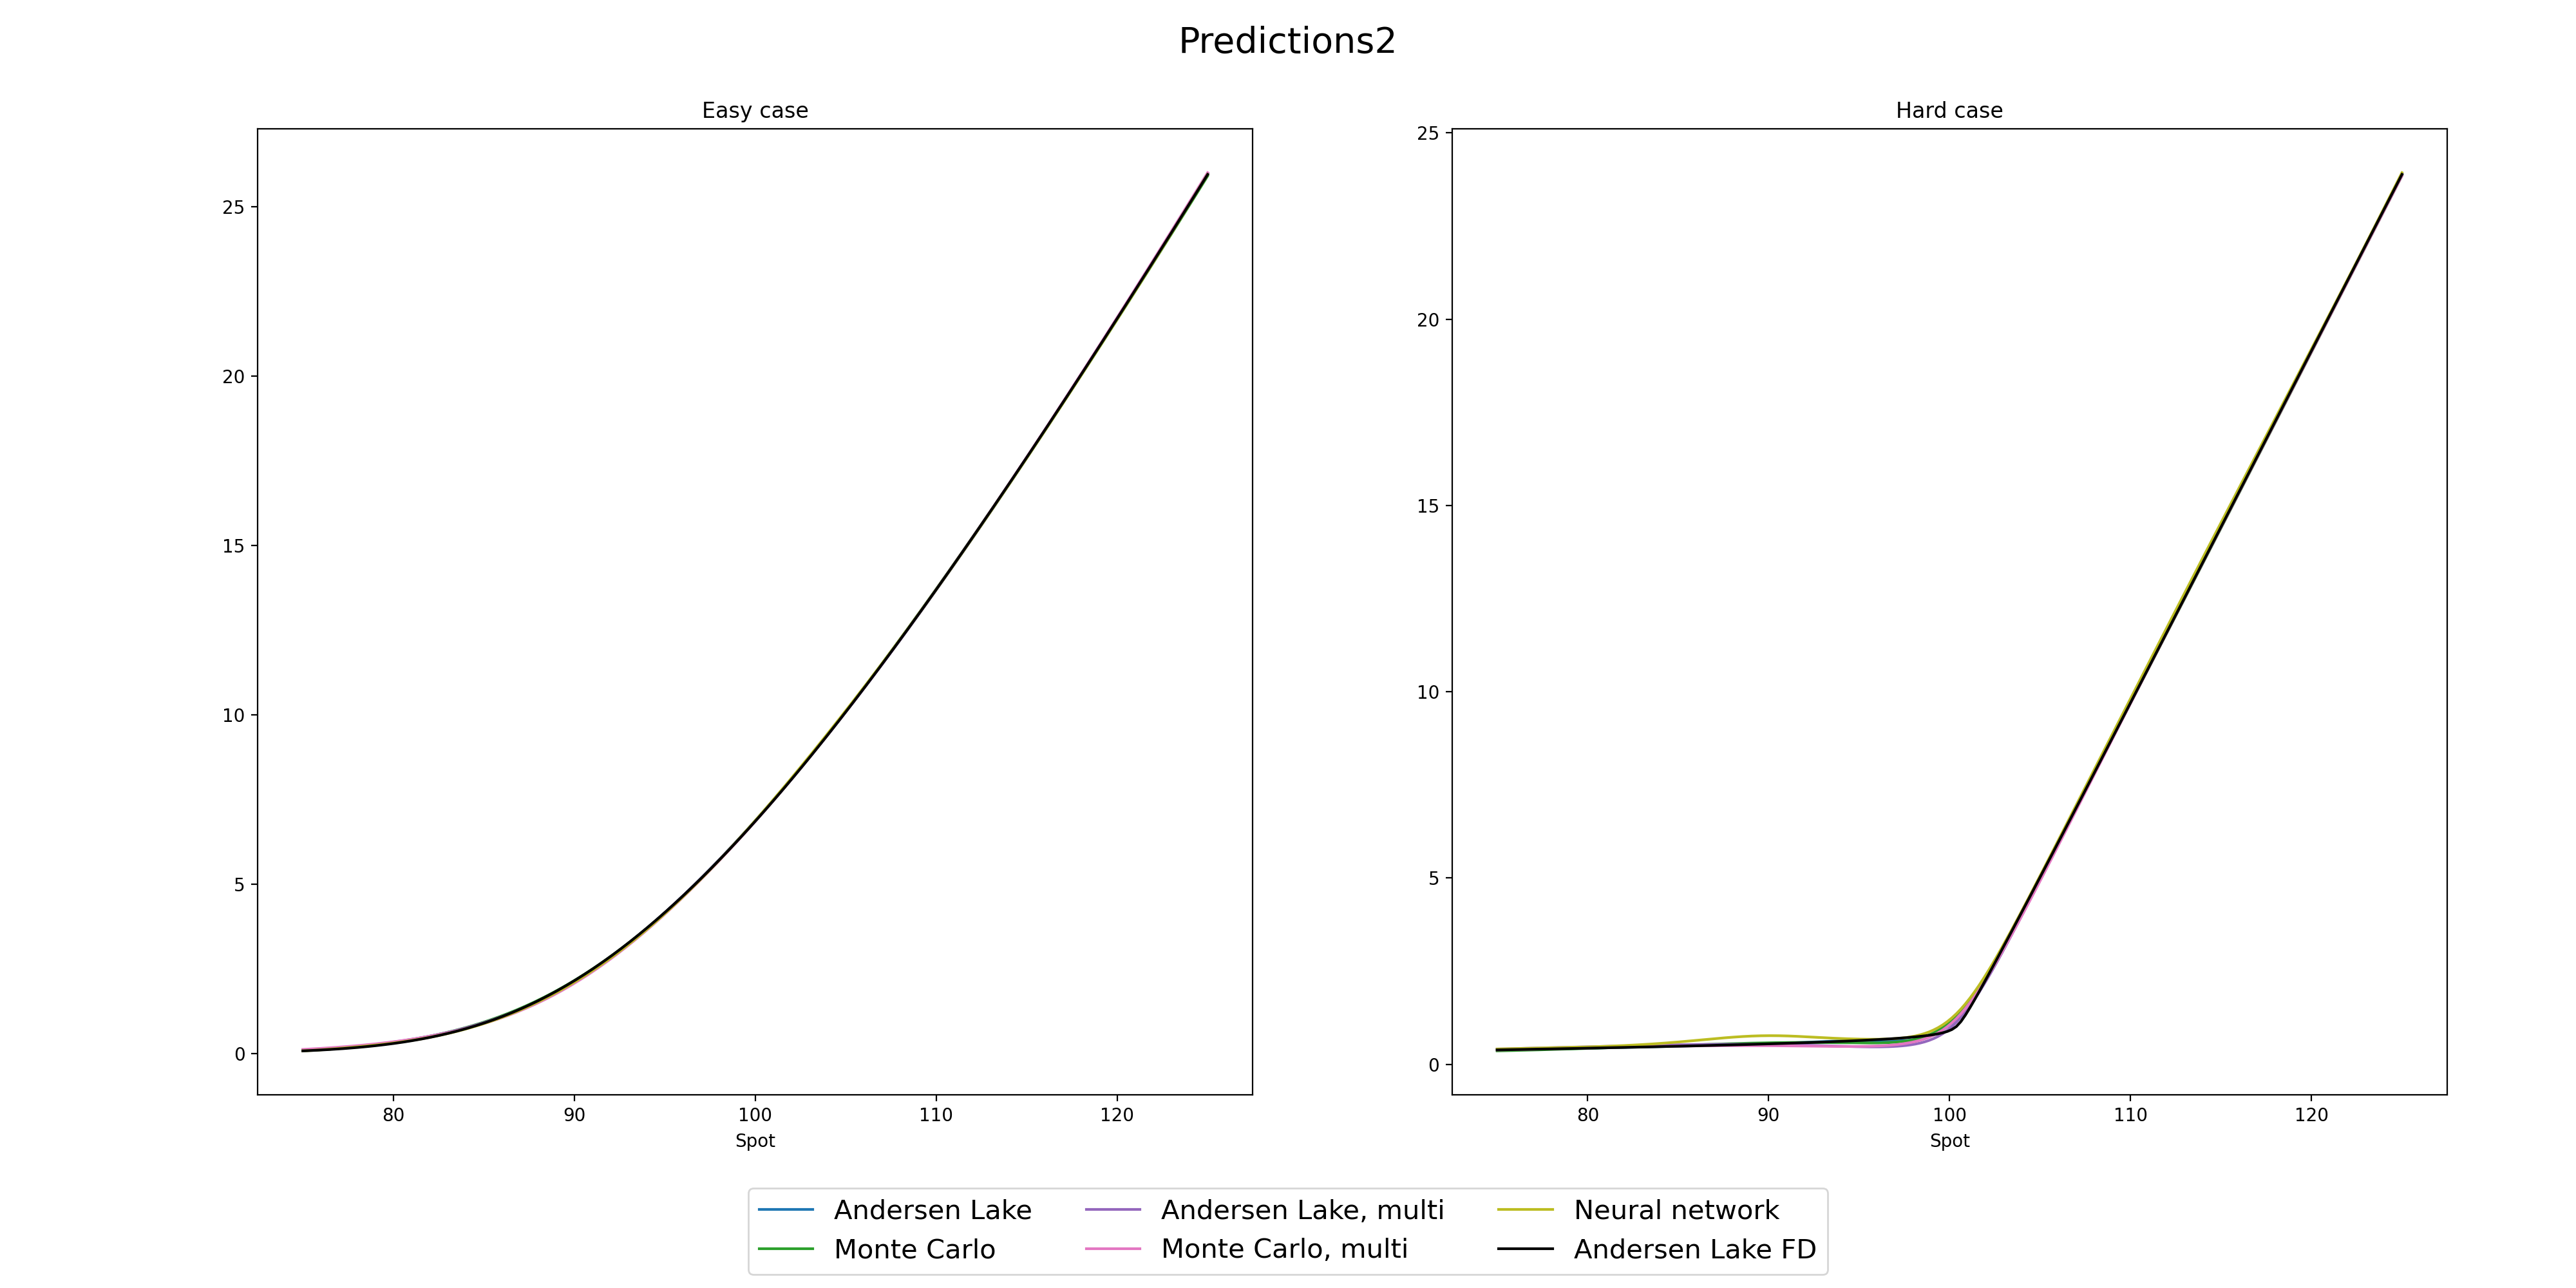 Predictions2
Easy case
25
20
15
10
5
0
80 90 100 110 120
Spot
Hard case
25
20
15
10
5
0
80 90 100 110 120
Spot
Andersen Lake Andersen Lake, multi Neural network
Monte Carlo Monte Carlo, multi Andersen Lake FD